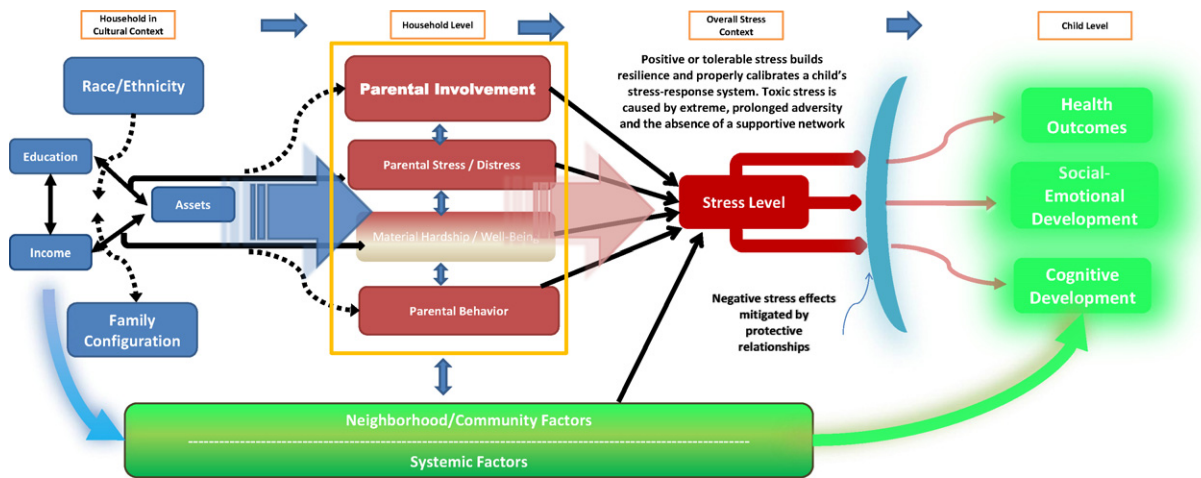 Household in
Cultural Context
Household Level
Overall Stress
Context
Child Level
Race/Ethnicity
Education
Assets
Income
Family
Configuration
Parental Involvement
Parental Stress / Distress
Material Hardship / Well-Bein
Parental Behavior
Positive or tolerable stress builds
resilience and properly calibrates a child's
stress-response system. Toxic stress is
caused by extreme, prolonged adversity
and the absence of a supportive network
Stress Level
Negative stress effects
mitigated by
protective
relationships
Health
Outcomes
Social-
Emotional
Development
Cognitive
Development
Neighborhood/Community Factors
Systemic Factors